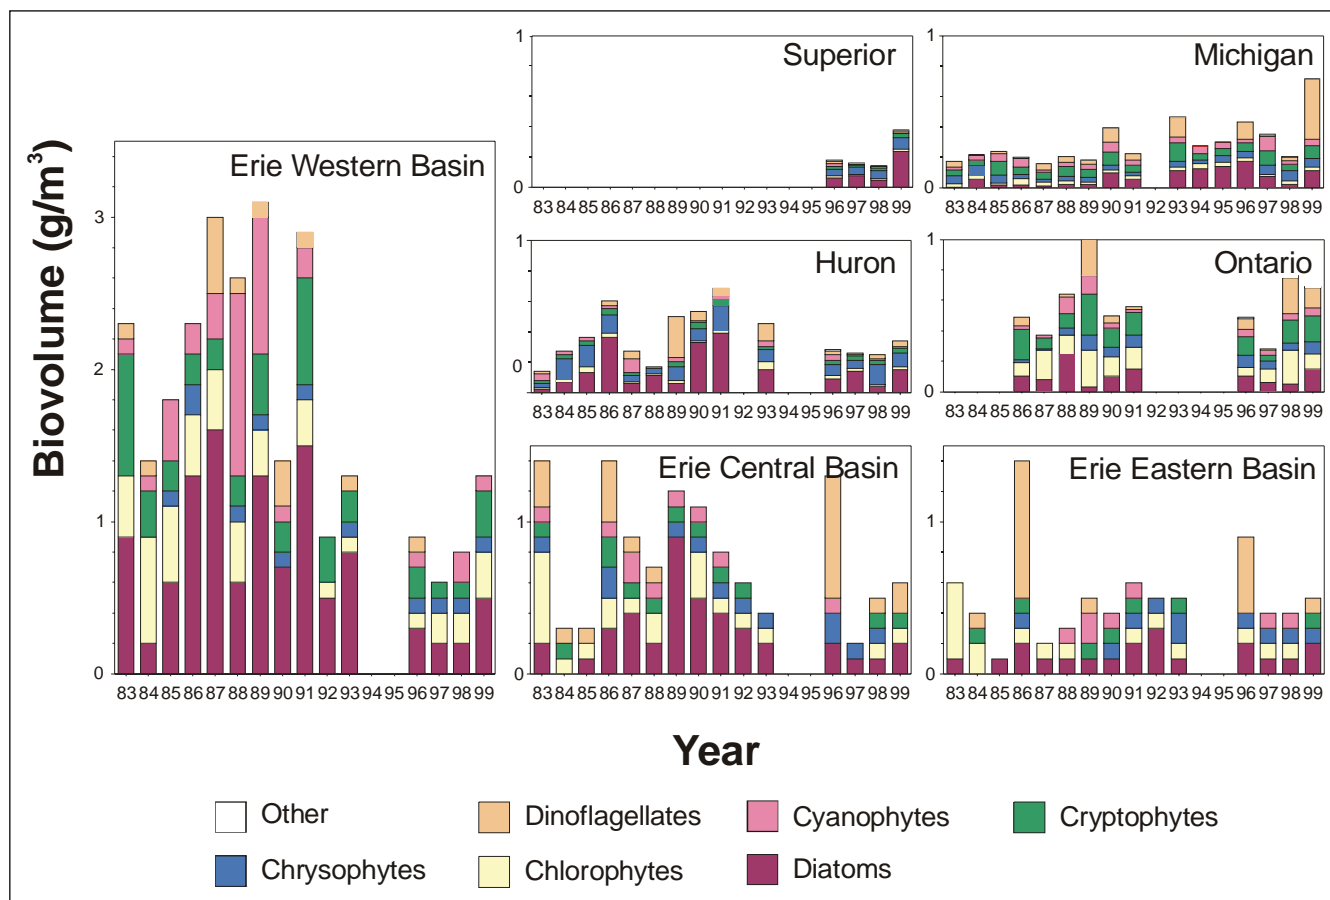 Superior
1
0
83 84 85 86 87 88 89 90 91 92 93 94 95 96 97 98 99
Michigan
1
0
83 84 85 86 87 88 89 90 91 92 93 94 95 96 97 98 99
Biovolume (g/m³)
Erie Western Basin
3
2
1
0
83 84 85 86 87 88 89 90 91 92 93 94 95 96 97 98 99
Huron
1
0
83 84 85 86 87 88 89 90 91 92 93 94 95 96 97 98 99
Ontario
1
0
83 84 85 86 87 88 89 90 91 92 93 94 95 96 97 98 99
Erie Central Basin
1
0
83 84 85 86 87 88 89 90 91 92 93 94 95 96 97 98 99
Erie Eastern Basin
1
0
83 84 85 86 87 88 89 90 91 92 93 94 95 96 97 98 99
Year
Other
Dinoflagellates
Cyanophytes
Cryptophytes
Chrysophytes
Chlorophytes
Diatoms